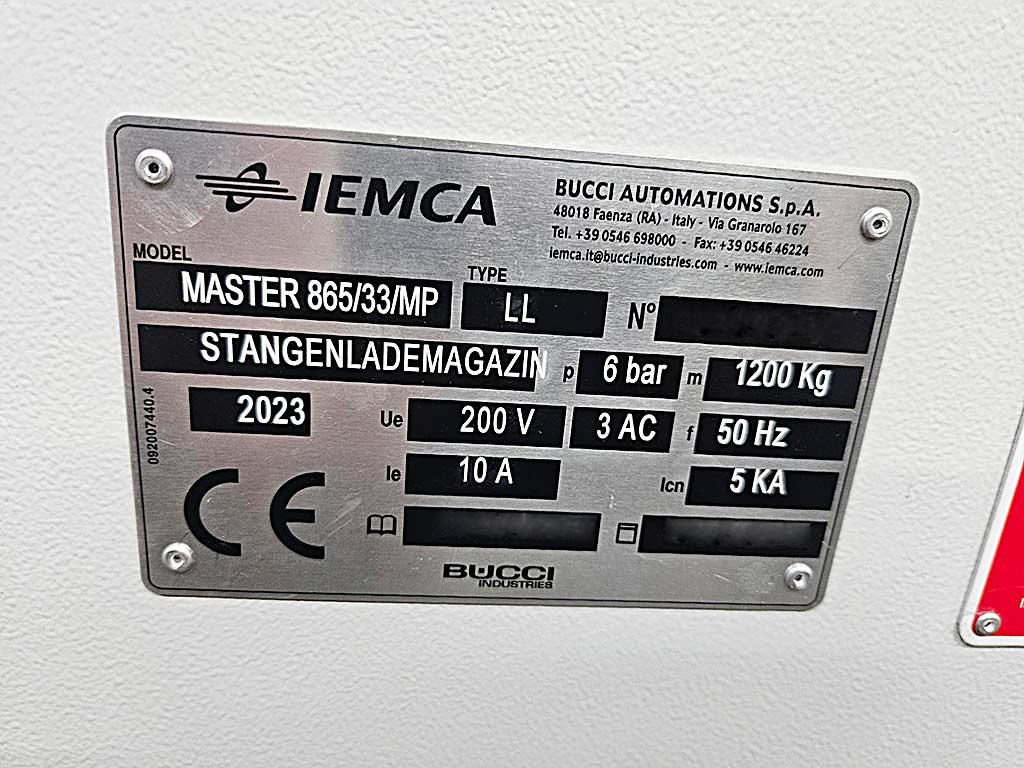 IEMCA
BUCCI AUTOMATIONS S.p.A.
48018 Faenza (RA) - Italy - Via Granarolo 167
Tel. +39 0546 698000 - Fax: +39 0546 46224
iemca.it@bucci-industries.com - www.iemca.com
MODEL
MASTER 865/33/MP
TYPE
LL
N°
STANGENLADEMAGAZIN
p 6 bar
m 1200 Kg
2023
Ue 200 V
3 AC
f 50 Hz
Ie 10 A
Icn 5 KA
CE
092007440.4
BUCCI
INDUSTRIES